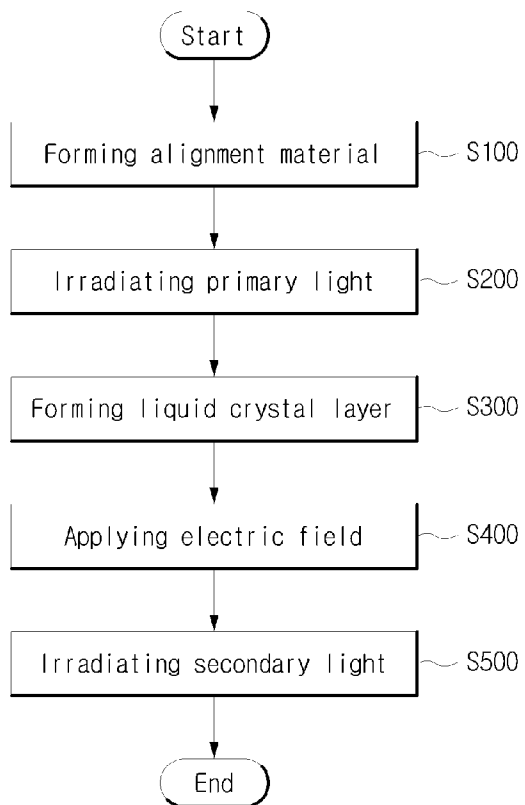 Start
Forming alignment material S100
Irradiating primary light S200
Forming liquid crystal layer S300
Applying electric field S400
Irradiating secondary light S500
End